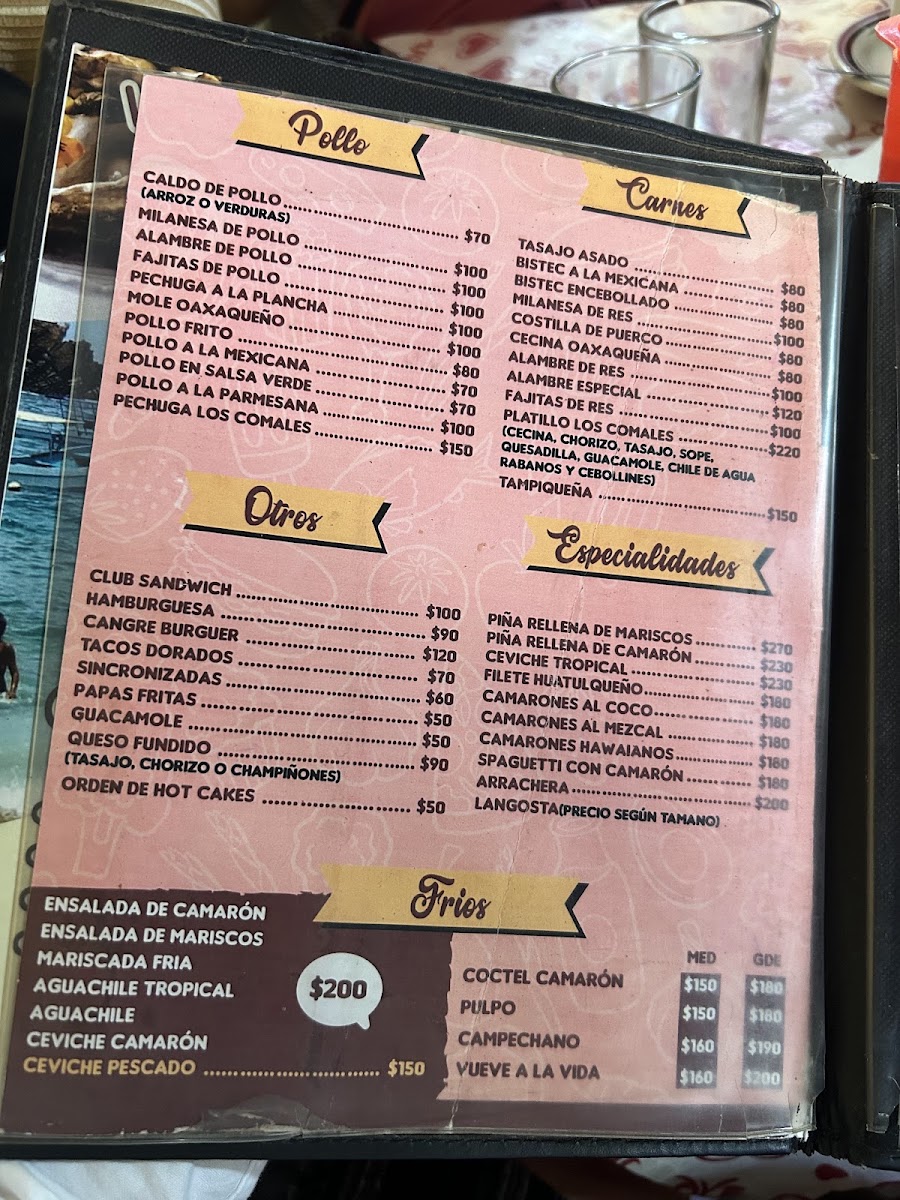 Pollo
CALDO DE POLLO ........ $70
(ARROZ O VERDURAS)
MILANESA DE POLLO ........ $100
ALAMBRE DE POLLO ........ $100
FAJITAS DE POLLO ........ $100
PECHUGA A LA PLANCHA ........ $100
MOLE OAXAQUEÑO ........ $100
POLLO FRITO ........ $80
POLLO A LA MEXICANA ........ $70
POLLO EN SALSA VERDE ........ $70
POLLO A LA PARMESANA ........ $100
PECHUGA LOS COMALES ........ $150
Carnes
TASAJO ASADO ........ $80
BISTEC A LA MEXICANA ........ $80
BISTEC ENCEBOLLADO ........ $80
MILANESA DE RES ........ $100
COSTILLA DE PUERCO ........ $80
CECINA OAXAQUEÑA ........ $80
ALAMBRE DE RES ........ $100
ALAMBRE ESPECIAL ........ $120
FAJITAS DE RES ........ $100
PLATILLO LOS COMALES ........ $220
(CECINA, CHORIZO, TASAJO, SOPE,
QUESADILLA, GUACAMOLE, CHILE DE AGUA
RABANOS Y CEBOLLINES)
TAMPIQUEÑA ........ $150
Otros
CLUB SANDWICH ........ $100
HAMBURGUESA ........ $90
CANGRE BURGUER ........ $120
TACOS DORADOS ........ $70
SINCRONIZADAS ........ $60
PAPAS FRITAS ........ $50
GUACAMOLE ........ $50
QUESO FUNDIDO ........ $90
(TASAJO, CHORIZO O CHAMPIÑONES)
ORDEN DE HOT CAKES ........ $50
Especialidades
PIÑA RELLENA DE MARISCOS ........ $270
PIÑA RELLENA DE CAMARÓN ........ $230
CEVICHE TROPICAL ........ $230
FILETE HUATULQUEÑO ........ $180
CAMARONES AL COCO ........ $180
CAMARONES AL MEZCAL ........ $180
CAMARONES HAWAIANOS ........ $180
SPAGUETTI CON CAMARÓN ........ $180
ARRACHERA ........ $200
LANGOSTA(PRECIO SEGÚN TAMANO)
Frios
ENSALADA DE CAMARÓN
ENSALADA DE MARISCOS
MARISCADA FRIA
AGUACHILE TROPICAL
AGUACHILE
CEVICHE CAMARÓN
$200
CEVICHE PESCADO ........ $150
MED GDE
COCTEL CAMARÓN $150 $180
PULPO $150 $180
CAMPECHANO $160 $190
VUEVE A LA VIDA $160 $200